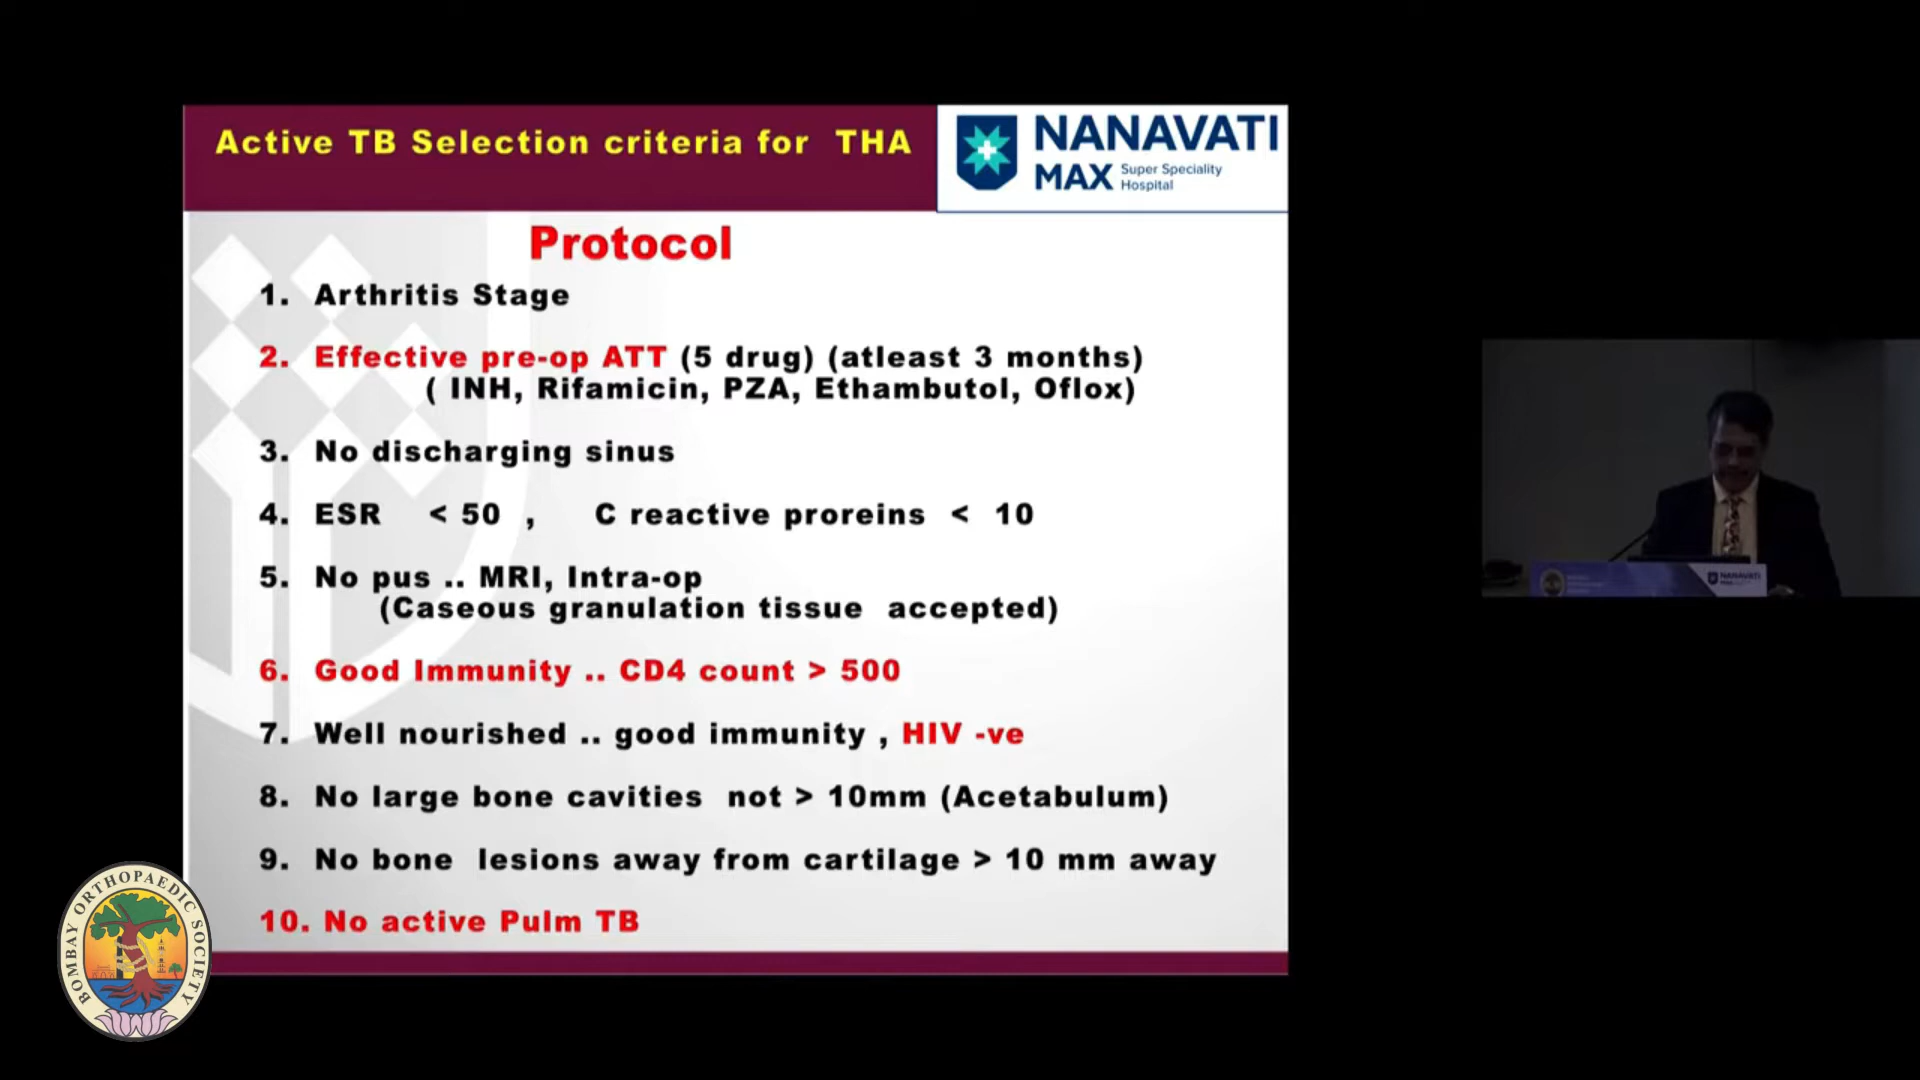 Active TB Selection criteria for THA
NANAVATI
MAX Super Speciality Hospital
Protocol
1. Arthritis Stage
2. Effective pre-op ATT (5 drug) (atleast 3 months)
( INH, Rifamicin, PZA, Ethambutol, Oflox)
3. No discharging sinus
4. ESR < 50 , C reactive proreins < 10
5. No pus .. MRI, Intra-op
(Caseous granulation tissue accepted)
6. Good Immunity .. CD4 count > 500
7. Well nourished .. good immunity , HIV -ve
8. No large bone cavities not > 10mm (Acetabulum)
9. No bone lesions away from cartilage > 10 mm away
10. No active Pulm TB
BOMBAY ORTHOPAEDIC SOCIETY
NANAVATI